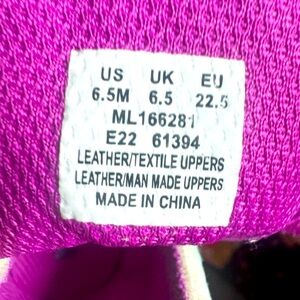 US UK EU
6.5M 6.5 22.5
ML166281
E22 61394
LEATHER/TEXTILE UPPERS
LEATHER/MAN MADE UPPERS
MADE IN CHINA